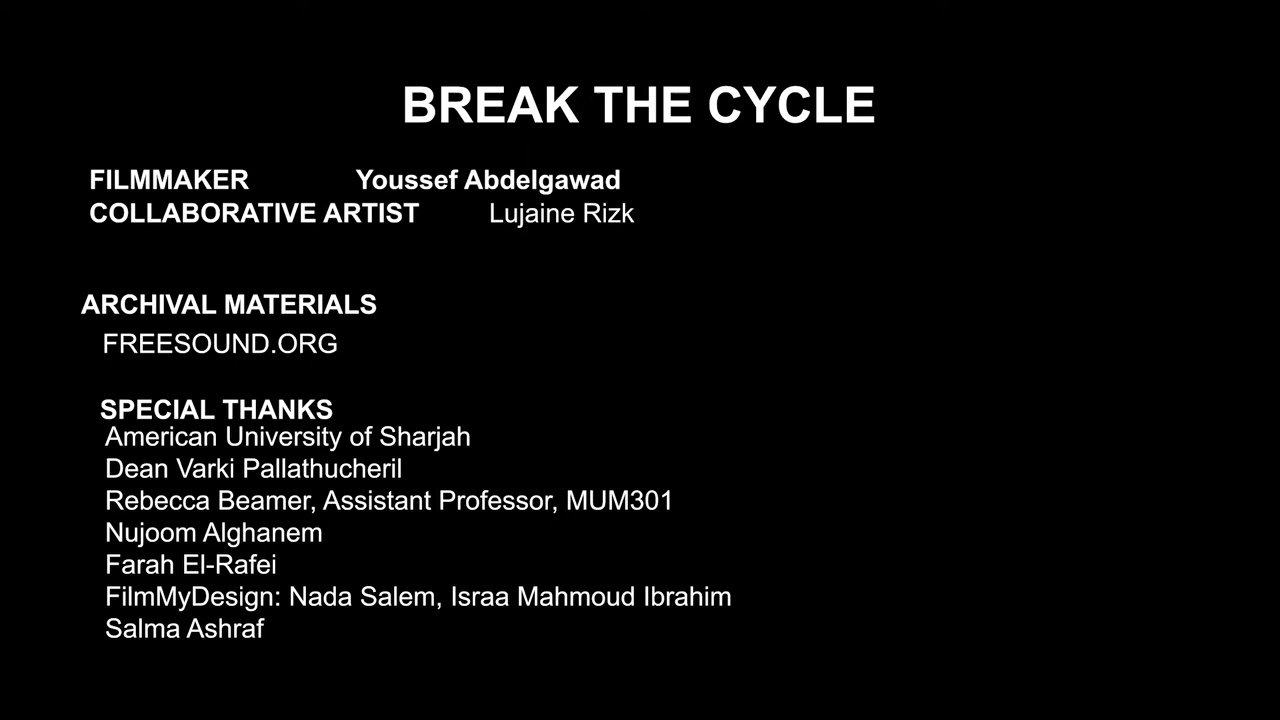 BREAK THE CYCLE
FILMMAKER Youssef Abdelgawad
COLLABORATIVE ARTIST Lujaine Rizk
ARCHIVAL MATERIALS
FREESOUND.ORG
SPECIAL THANKS
American University of Sharjah
Dean Varki Pallathucheril
Rebecca Beamer, Assistant Professor, MUM301
Nujoom Alghanem
Farah El-Rafei
FilmMyDesign: Nada Salem, Israa Mahmoud Ibrahim
Salma Ashraf